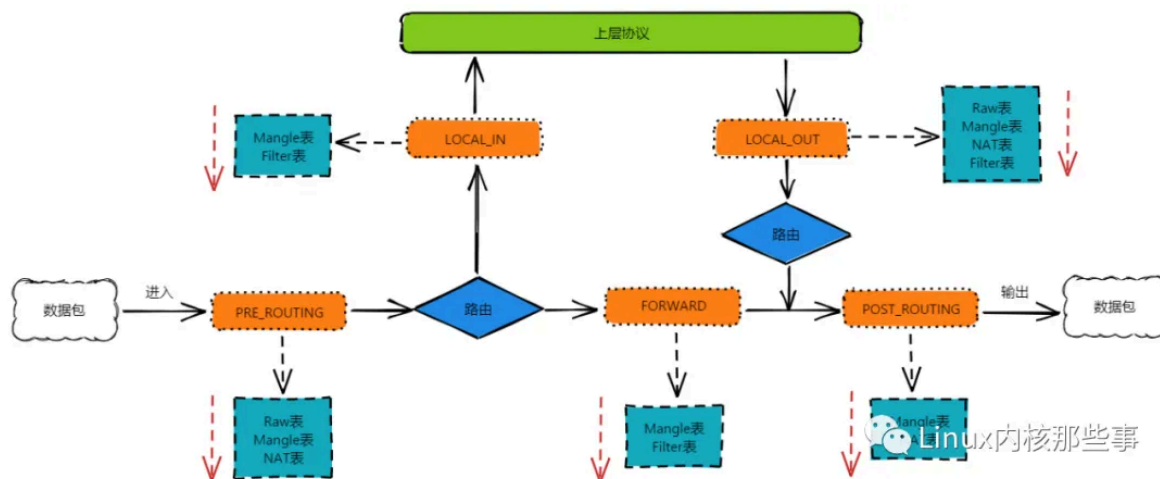 上层协议
Mangle表
Filter表
LOCAL_IN
LOCAL_OUT
Raw表
Mangle表
NAT表
Filter表
路由
数据包
进入
PRE_ROUTING
路由
FORWARD
POST_ROUTING
输出
数据包
Raw表
Mangle表
NAT表
Mangle表
Filter表
Mangle表
表
Linux内核那些事